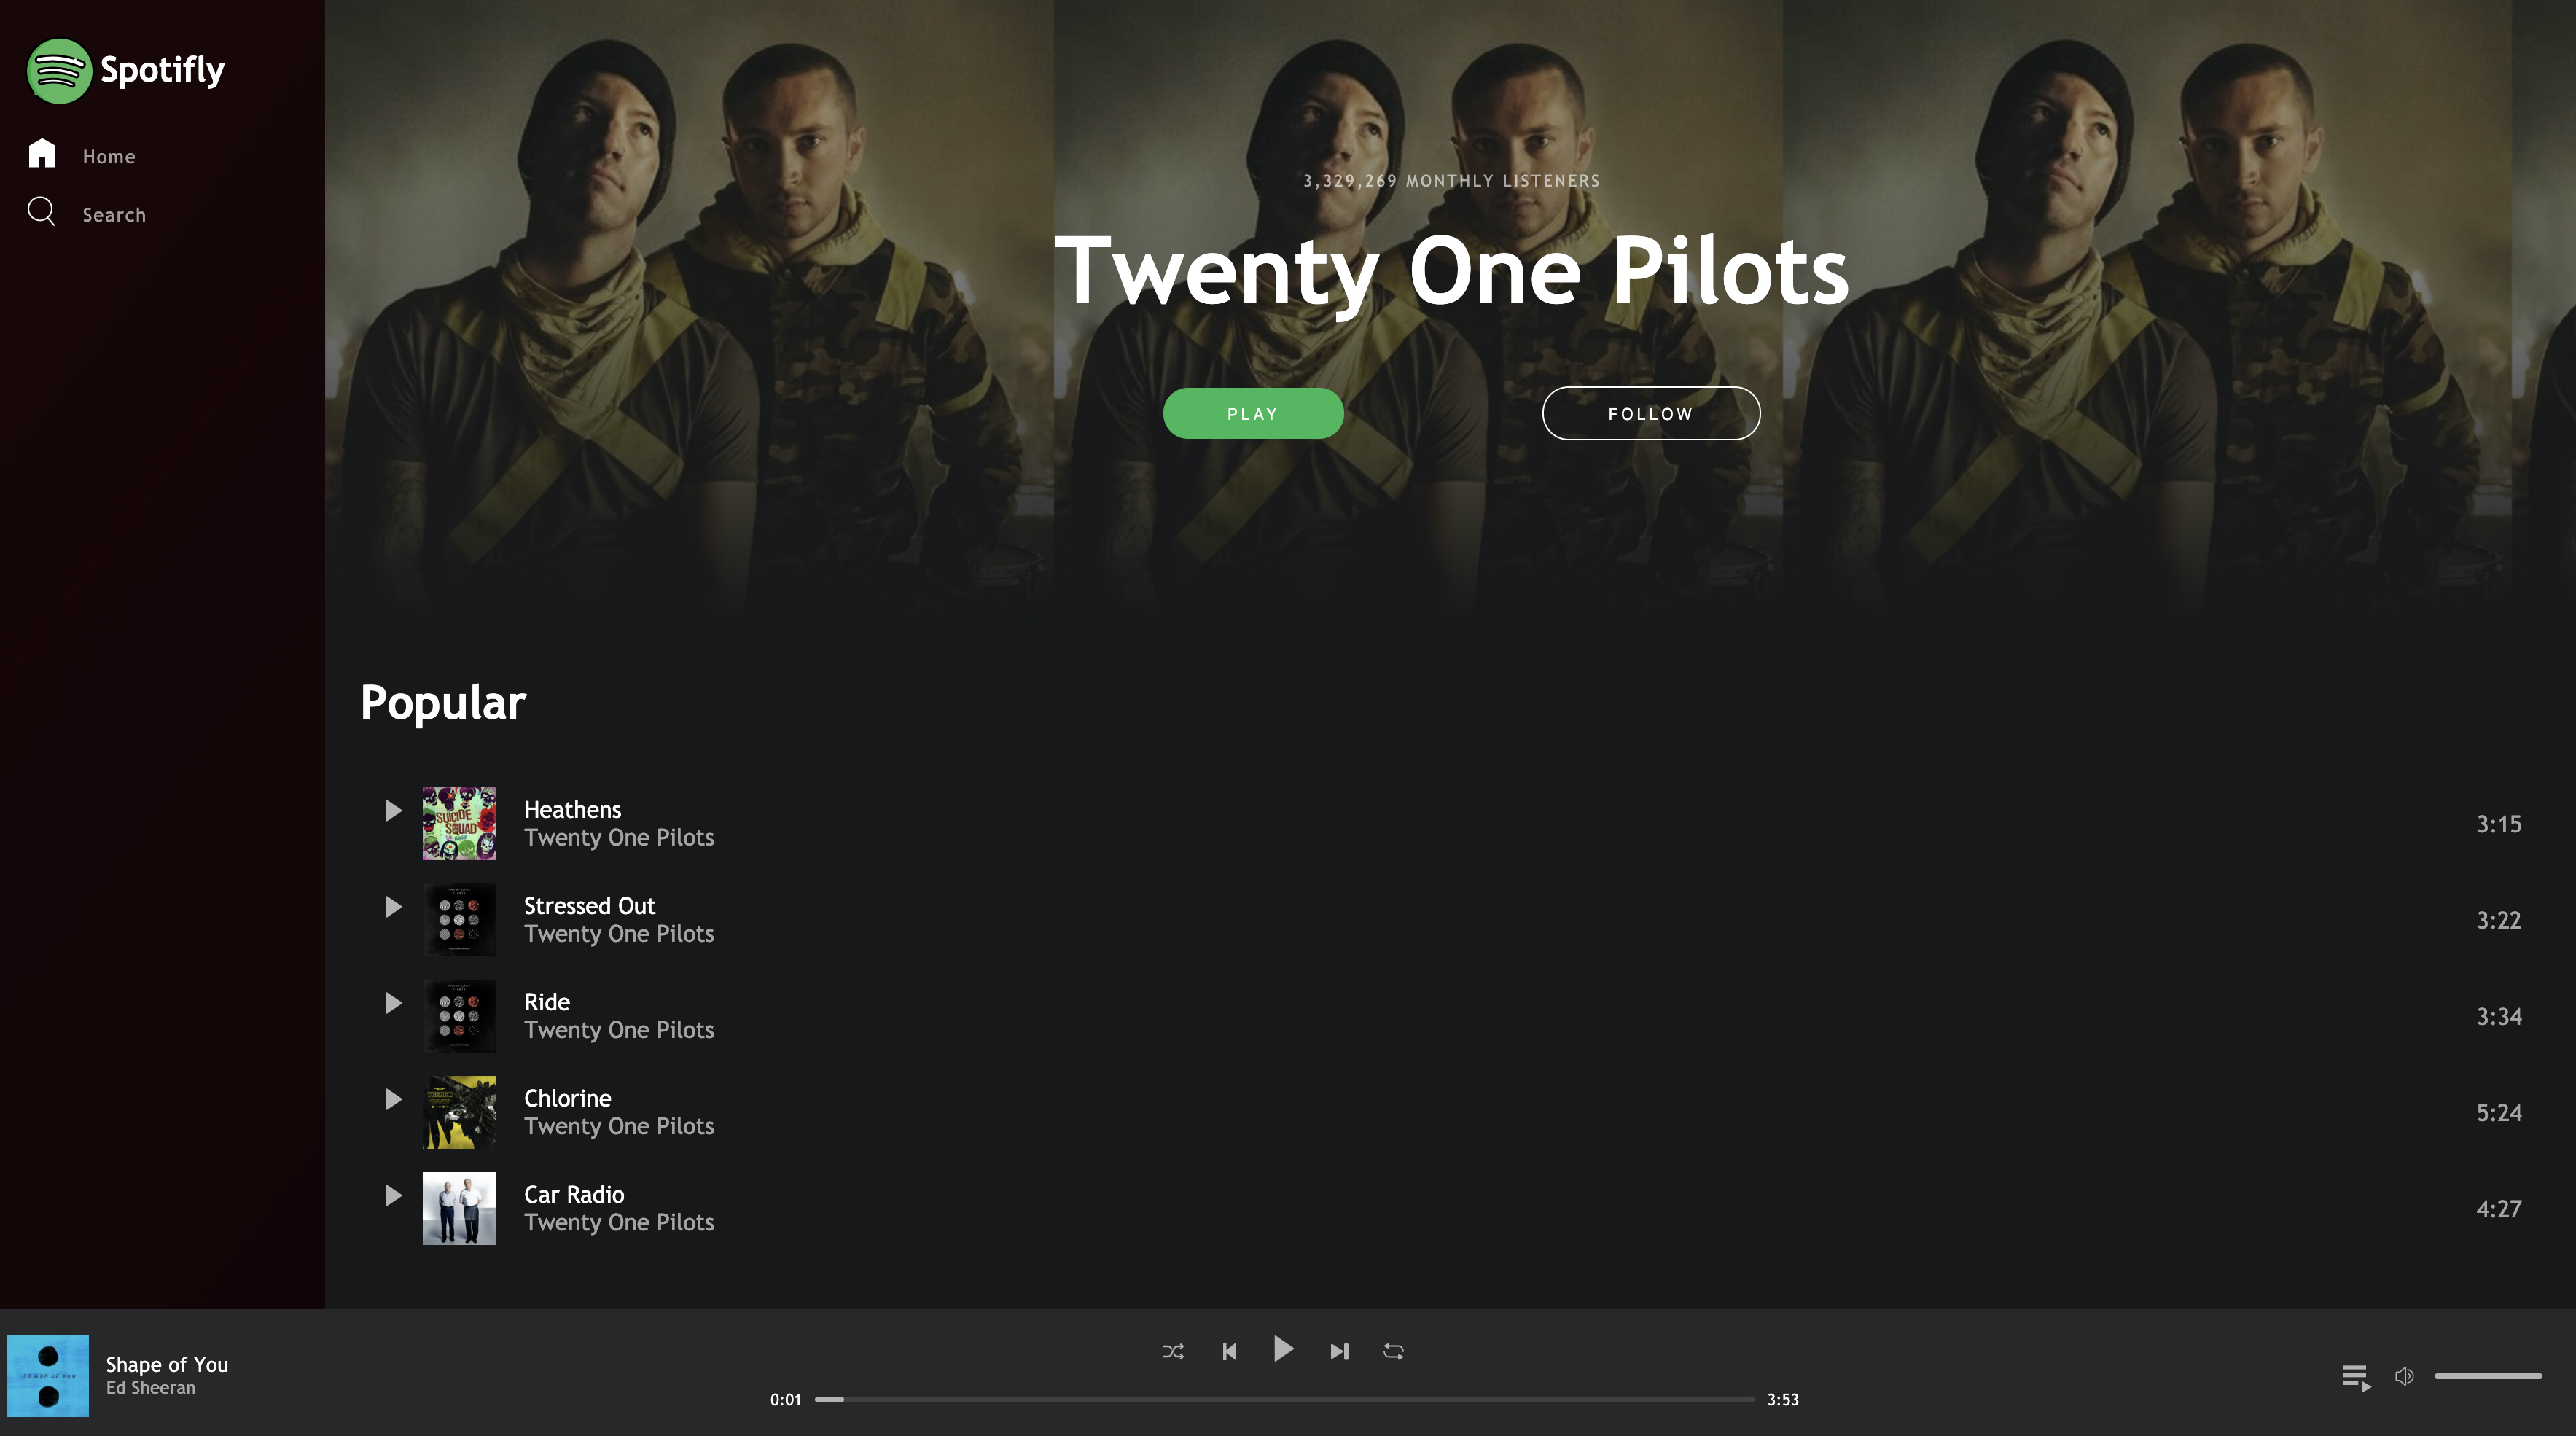 Spotifly
Home
Search
3,329,269 MONTHLY LISTENERS
Twenty One Pilots
PLAY
FOLLOW
Popular
SUICIDE
SQUAD
Heathens
Twenty One Pilots
3:15
Stressed Out
Twenty One Pilots
3:22
Ride
Twenty One Pilots
3:34
Chlorine
Twenty One Pilots
5:24
Car Radio
Twenty One Pilots
4:27
Shape of You
Ed Sheeran
0:01
3:53